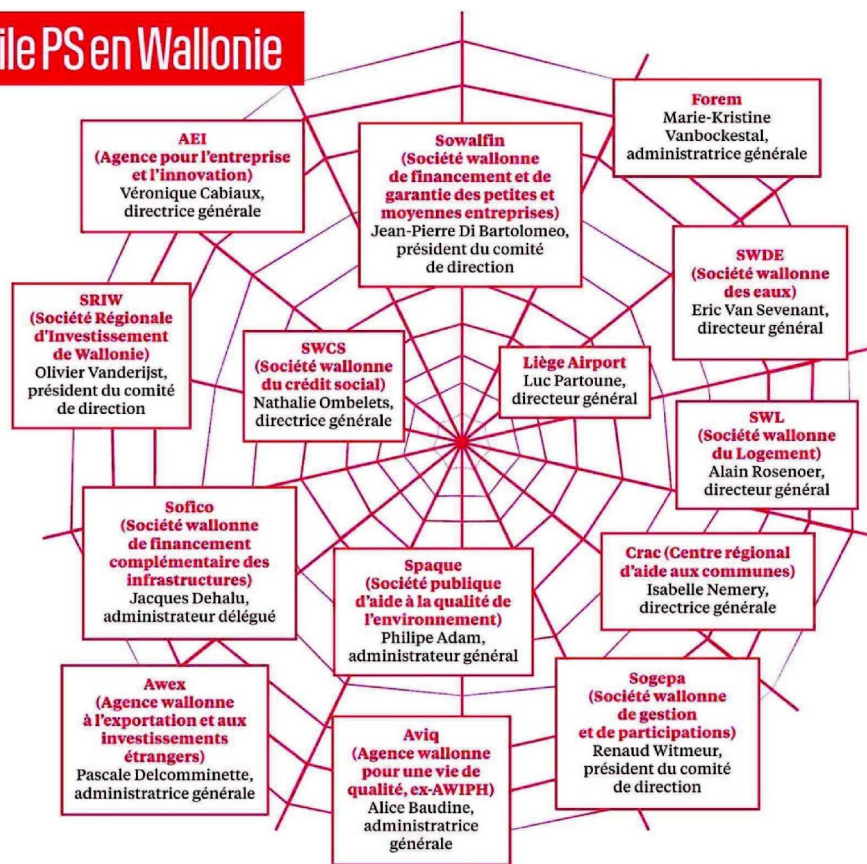 ile PS en Wallonie
AEI
(Agence pour l'entreprise
et l'innovation)
Véronique Cabiaux,
directrice générale
Sowalfin
(Société wallonne
de financement et de
garantie des petites et
moyennes entreprises)
Jean-Pierre Di Bartolomeo,
président du comité
de direction
Forem
Marie-Kristine
Vanbockestal,
administratrice générale
SWDE
(Société wallonne
des eaux)
Eric Van Sevenant,
directeur général
SRIW
(Société Régionale
d'Investissement
de Wallonie)
Olivier Vanderijst,
président du comité
de direction
SWCS
(Société wallonne
du crédit social)
Nathalie Ombelets,
directrice générale
Liège Airport
Luc Partoune,
directeur général
SWL
(Société wallonne
du Logement)
Alain Rosenoer,
directeur général
Sofico
(Société wallonne
de financement
complémentaire des
infrastructures)
Jacques Dehalu,
administrateur délégué
Spaque
(Société publique
d'aide à la qualité de
l'environnement)
Philipe Adam,
administrateur général
Crac (Centre régional
d'aide aux communes)
Isabelle Nemery,
directrice générale
Awex
(Agence wallonne
à l'exportation et aux
investissements
étrangers)
Pascale Delcomminette,
administratrice générale
Aviq
(Agence wallonne
pour une vie de
qualité, ex-AWIPH)
Alice Baudine,
administratrice
générale
Sogepa
(Société wallonne
de gestion
et de participations)
Renaud Witmeur,
président du comité
de direction